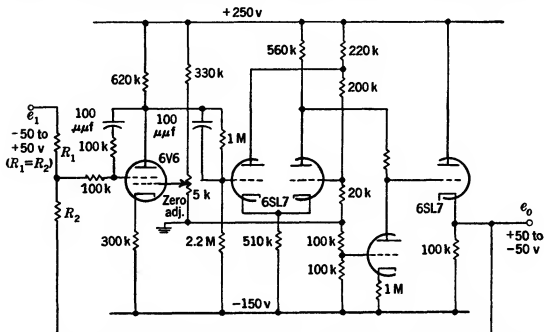 +250 v
560 k
220 k
620 k
330 k
200 k
e₁
100
μμf
100
μμf
−50 to
+50 v
(R₁=R₂)
R₁
100 k
6V6
1 M
100 k
5 k
Zero
adj.
6SL7
20 k
6SL7
e₀
+50 to
−50 v
R₂
300 k
2.2 M
510 k
100 k
100 k
100 k
1 M
−150 v